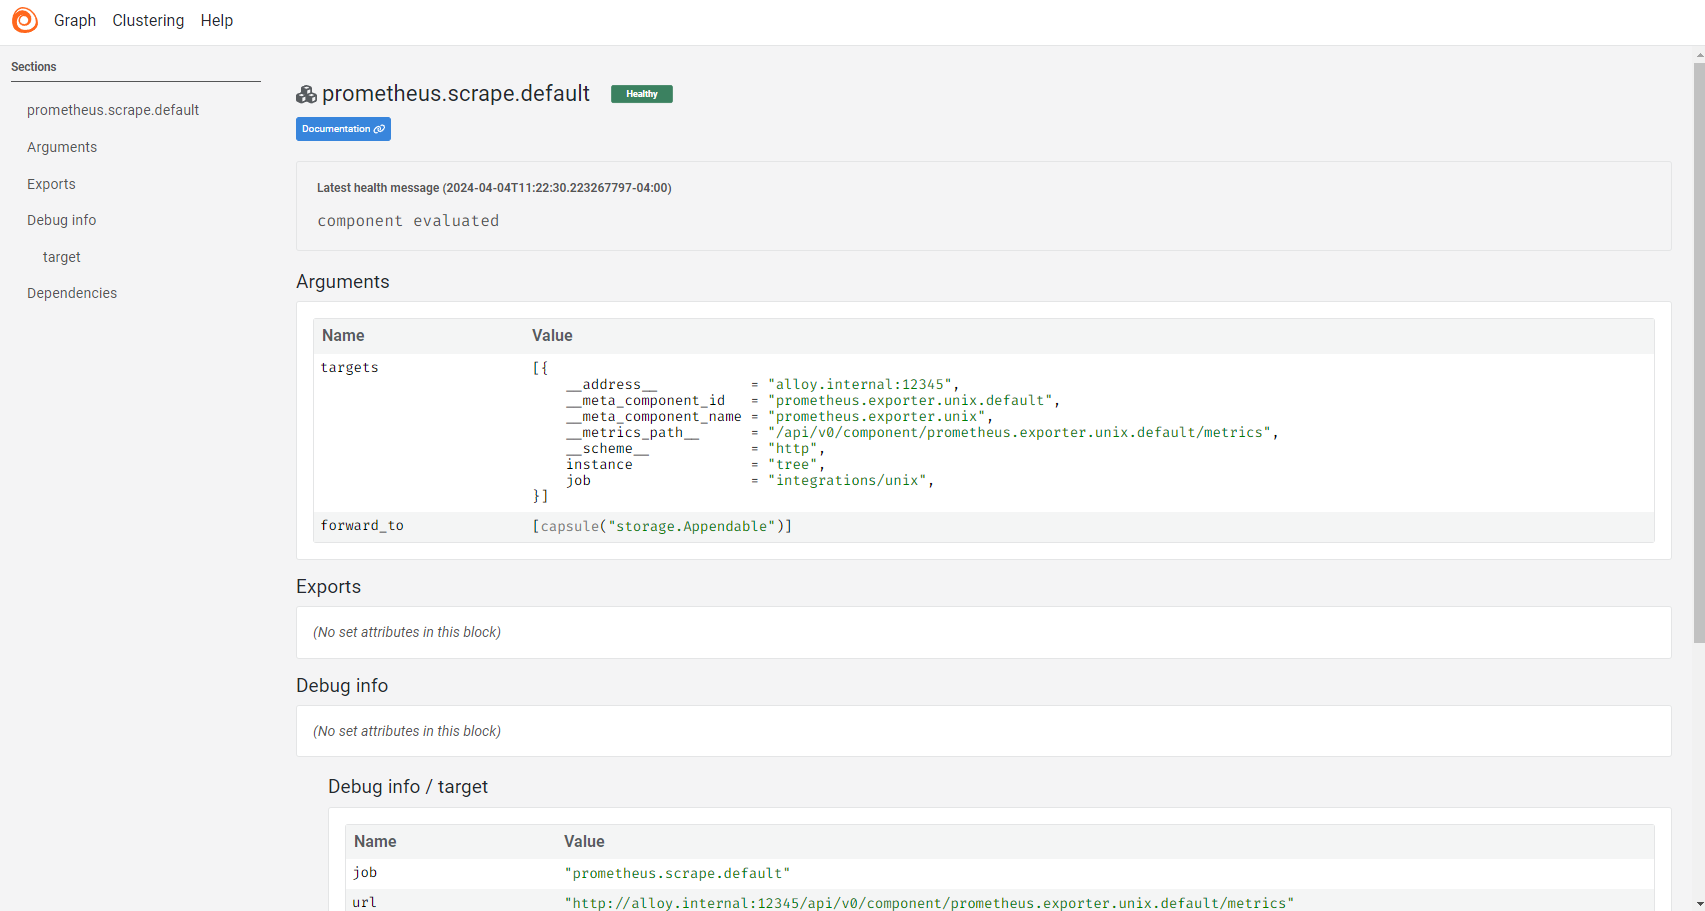 Graph Clustering Help
Sections
prometheus.scrape.default
Arguments
Exports
Debug info
target
Dependencies
prometheus.scrape.default Healthy
Documentation
Latest health message (2024-04-04T11:22:30.223267797-04:00)
component evaluated
Arguments
Name Value
targets [{
__address__ = "alloy.internal:12345",
__meta_component_id = "prometheus.exporter.unix.default",
__meta_component_name = "prometheus.exporter.unix",
__metrics_path__ = "/api/v0/component/prometheus.exporter.unix.default/metrics",
__scheme__ = "http",
instance = "tree",
job = "integrations/unix",
}]
forward_to [capsule("storage.Appendable")]
Exports
(No set attributes in this block)
Debug info
(No set attributes in this block)
Debug info / target
Name Value
job "prometheus.scrape.default"
url "http://alloy.internal:12345/api/v0/component/prometheus.exporter.unix.default/metrics"